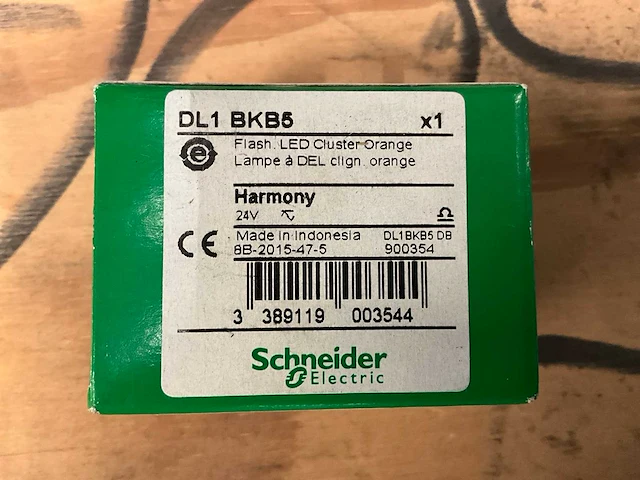 DL1 BKB5 x1
Flash. LED Cluster Orange
Lampe à DEL clign. orange
Harmony
24V
CE
Made in Indonesia DL1BKB5 DB
8B-2015-47-5 900354
3 389119 003544
Schneider
Electric